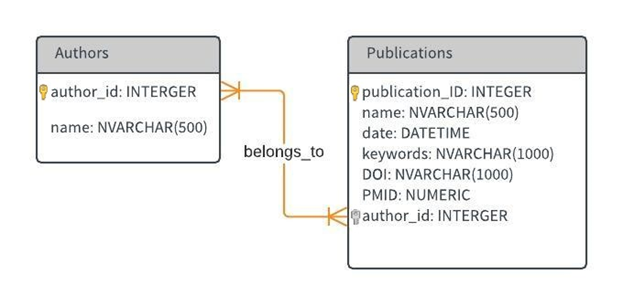 Authors
author_id: INTERGER
name: NVARCHAR(500)
belongs_to
Publications
publication_ID: INTEGER
name: NVARCHAR(500)
date: DATETIME
keywords: NVARCHAR(1000)
DOI: NVARCHAR(1000)
PMID: NUMERIC
author_id: INTERGER